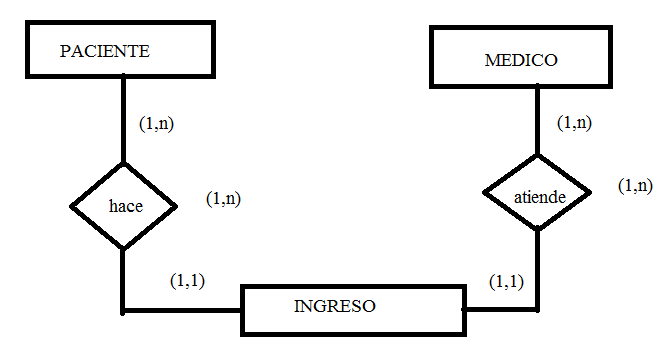 PACIENTE
MEDICO
(1,n)
(1,n)
hace
(1,n)
atiende
(1,n)
(1,1)
(1,1)
INGRESO